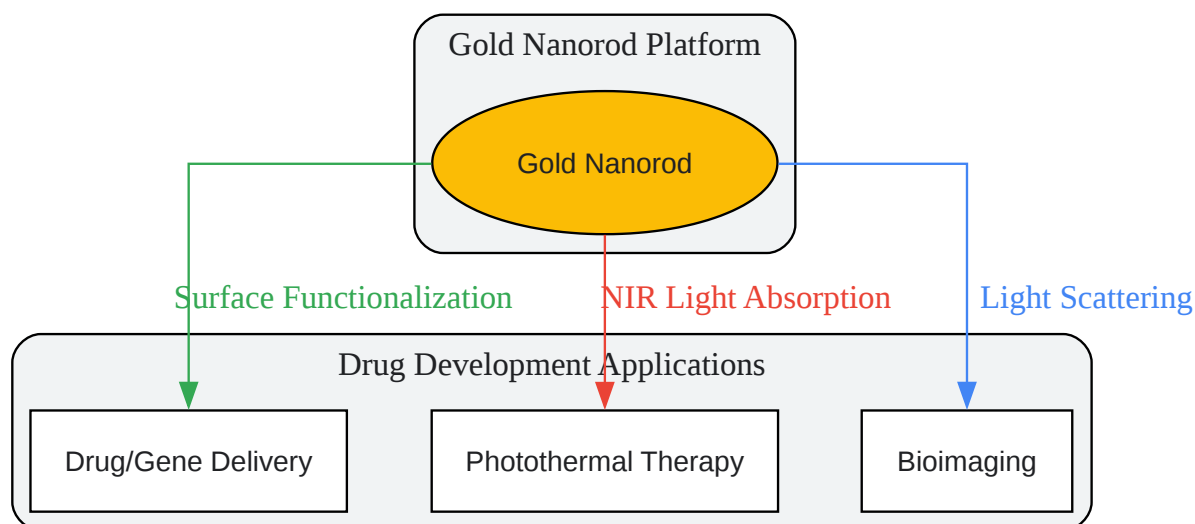 Gold Nanorod Platform
Gold Nanorod
Surface Functionalization
NIR Light Absorption
Light Scattering
Drug Development Applications
Drug/Gene Delivery
Photothermal Therapy
Bioimaging